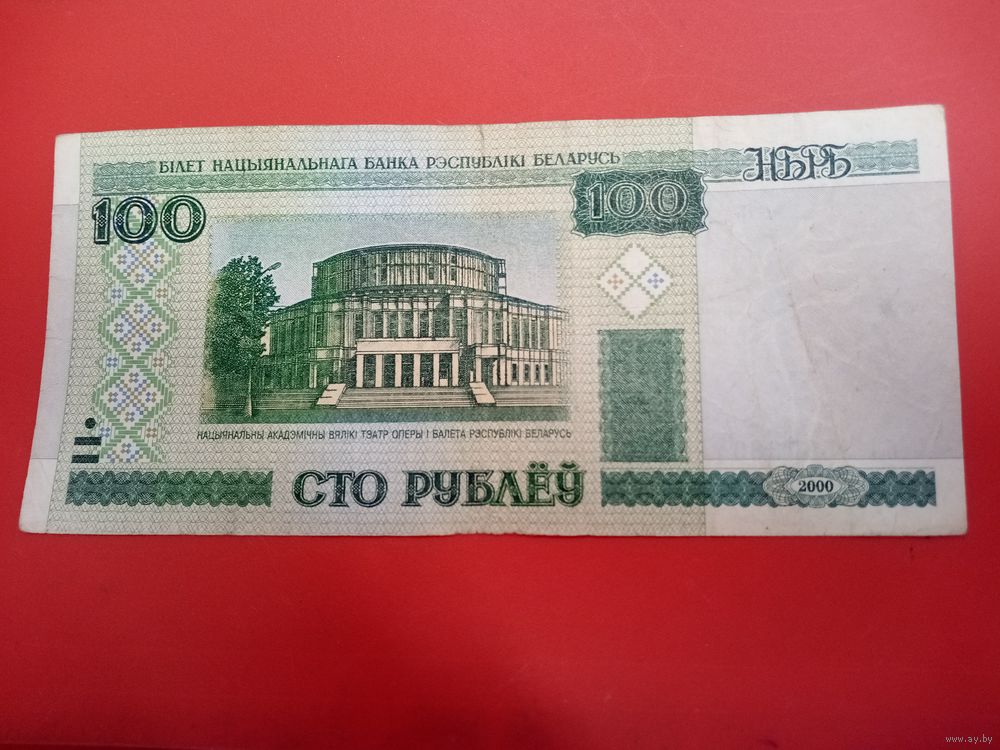 БІЛЕТ НАЦЫЯНАЛЬНАГА БАНКА РЭСПУБЛІКІ БЕЛАРУСЬ
НБРБ
100
100
НАЦЫЯНАЛЬНЫ АКАДЭМІЧНЫ ВЯЛІКІ ТЭАТР ОПЕРЫ І БАЛЕТА РЭСПУБЛІКІ БЕЛАРУСЬ
СТО РУБЛЁЎ
2000
www.ay.by